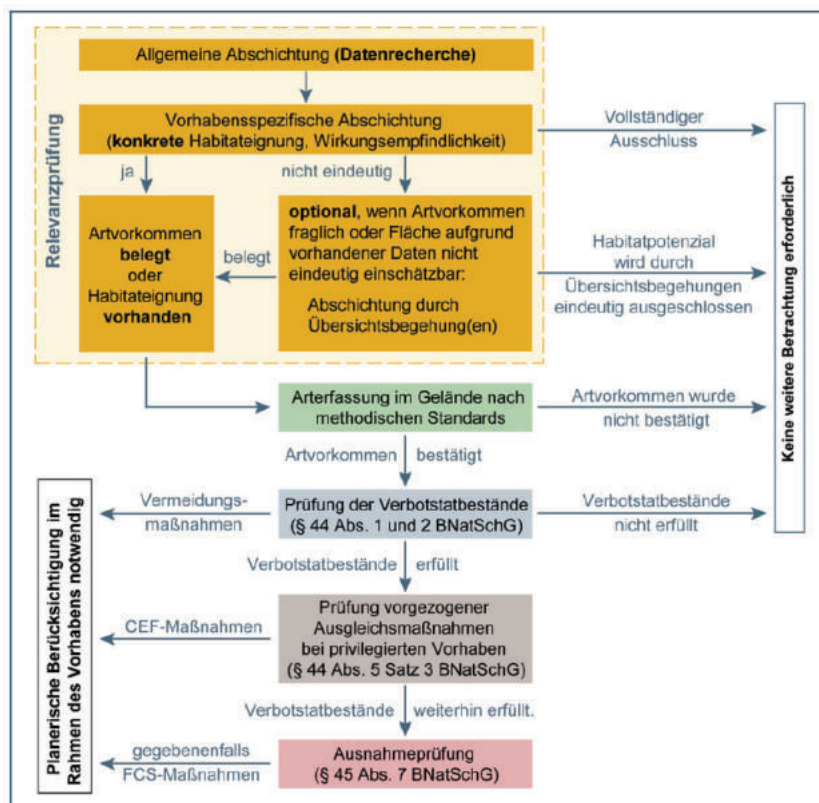 Allgemeine Abschichtung (Datenrecherche)
Vorhabensspezifische Abschichtung
(konkrete Habitateignung, Wirkungsempfindlichkeit)
Vollständiger
Ausschluss
ja
nicht eindeutig
Relevanzprüfung
Artvorkommen
belegt
oder
Habitateignung
vorhanden
belegt
optional, wenn Artvorkommen
fraglich oder Fläche aufgrund
vorhandener Daten nicht
eindeutig einschätzbar:
Abschichtung durch
Übersichtsbegehung(en)
Habitatpotenzial
wird durch
Übersichtsbegehungen
eindeutig ausgeschlossen
Keine weitere Betrachtung erforderlich
Arterfassung im Gelände nach
methodischen Standards
Artvorkommen wurde
nicht bestätigt
Artvorkommen bestätigt
Planerische Berücksichtigung im
Rahmen des Vorhabens notwendig
Vermeidungs-
maßnahmen
Prüfung der Verbotstatbestände
(§ 44 Abs. 1 und 2 BNatSchG)
Verbotstatbestände
nicht erfüllt
Verbotstatbestände erfüllt
CEF-Maßnahmen
Prüfung vorgezogener
Ausgleichsmaßnahmen
bei privilegierten Vorhaben
(§ 44 Abs. 5 Satz 3 BNatSchG)
Verbotstatbestände weiterhin erfüllt.
gegebenenfalls
FCS-Maßnahmen
Ausnahmeprüfung
(§ 45 Abs. 7 BNatSchG)